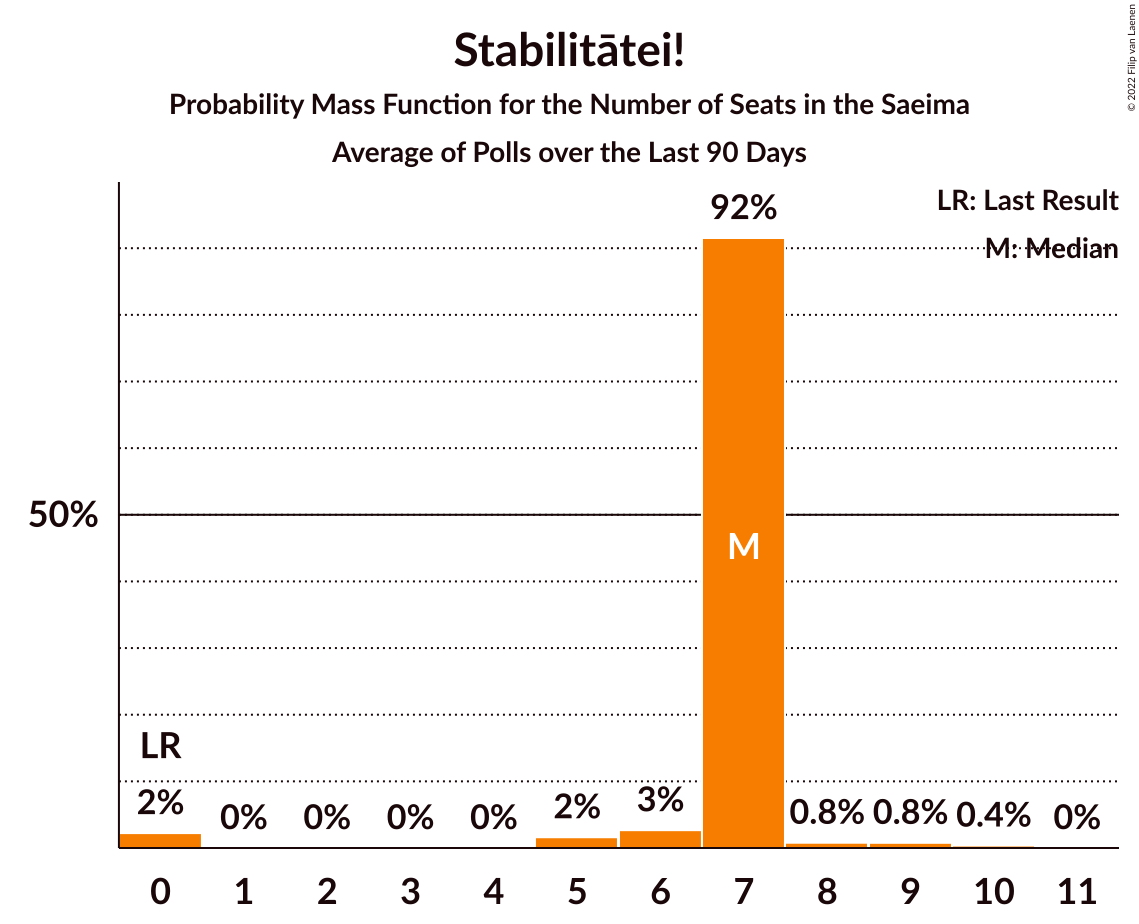 Stabilitātei!
Probability Mass Function for the Number of Seats in the Saeima
Average of Polls over the Last 90 Days
© 2022 Filip van Laenen
LR: Last Result
M: Median
92%
50%
M
LR
2% 0% 0% 0% 0% 2% 3% 0.8% 0.8% 0.4% 0%
0 1 2 3 4 5 6 7 8 9 10 11